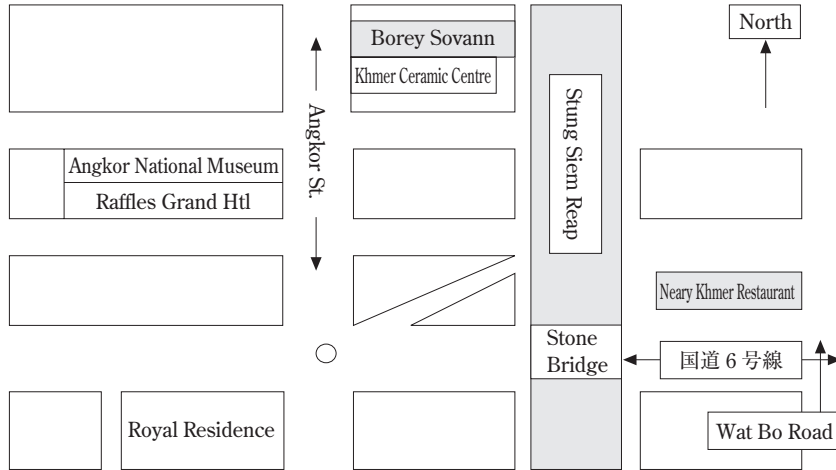 North
Borey Sovann
Khmer Ceramic Centre
Angkor St.
Stung Siem Reap
Angkor National Museum
Raffles Grand Htl
Neary Khmer Restaurant
Stone
Bridge
国道 6 号線
Royal Residence
Wat Bo Road